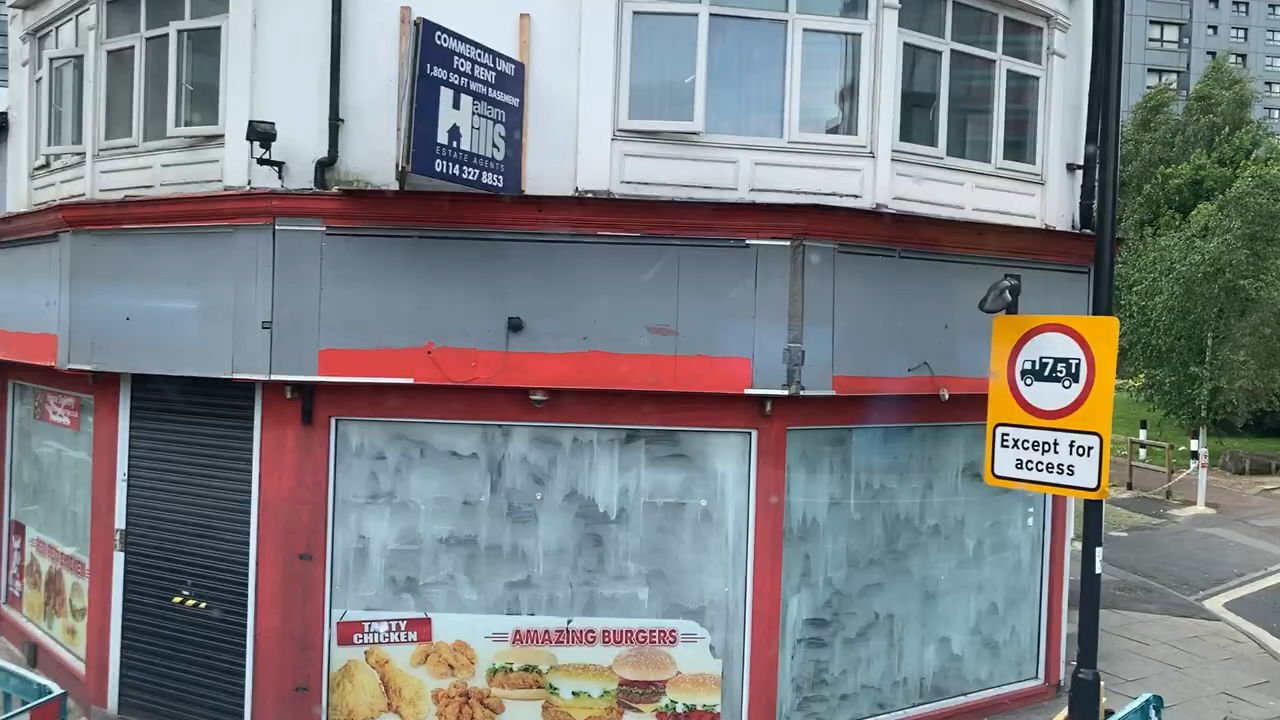 COMMERCIAL UNIT
FOR RENT
1,800 SQ FT WITH BASEMENT
Hallam
Hills
ESTATE AGENTS
0114 327 8853
7.5T
Except for
access
TASTY
CHICKEN
AMAZING BURGERS